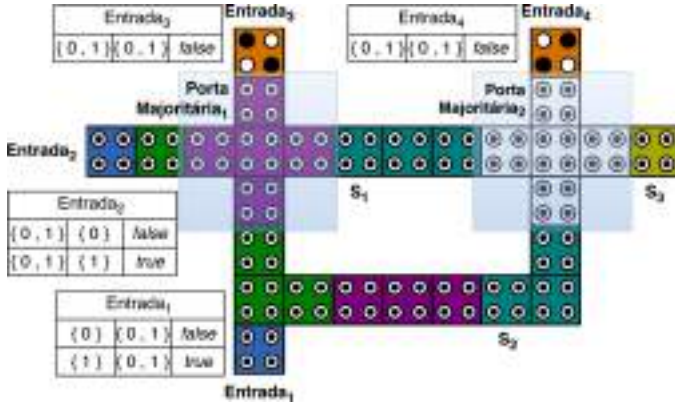 Entrada₃
Entrada₃
{0,1} {0,1} false
Entrada₄
Entrada₄
{0,1} {0,1} false
Porta
Majoritária₁
Porta
Majoritária₂
Entrada₂
S₁
S₃
Entrada₂
{0,1} {0} false
{0,1} {1} true
Entrada₁
{0} {0,1} false
{1} {0,1} true
S₂
Entrada₁